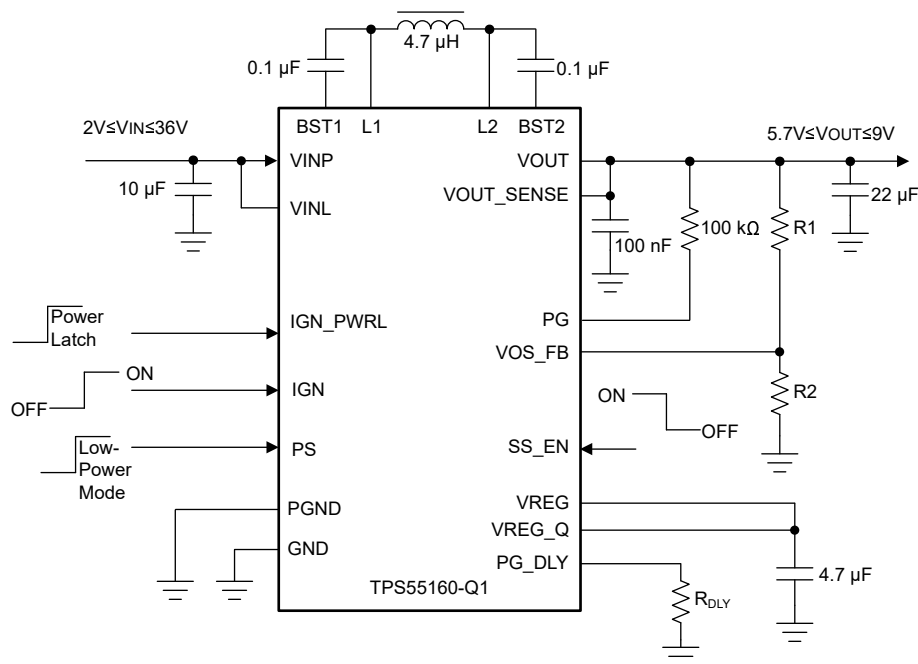 4.7 µH
0.1 µF
0.1 µF
2V≤VIN≤36V
BST1
L1
L2
BST2
5.7V≤VOUT≤9V
VINP
VOUT
10 µF
VINL
VOUT_SENSE
22 µF
100 nF
100 kΩ
R1
Power
Latch
IGN_PWRL
PG
VOS_FB
OFF
ON
IGN
ON
OFF
R2
Low-
Power
Mode
PS
SS_EN
PGND
VREG
VREG_Q
GND
PG_DLY
4.7 µF
TPS55160-Q1
RDLY